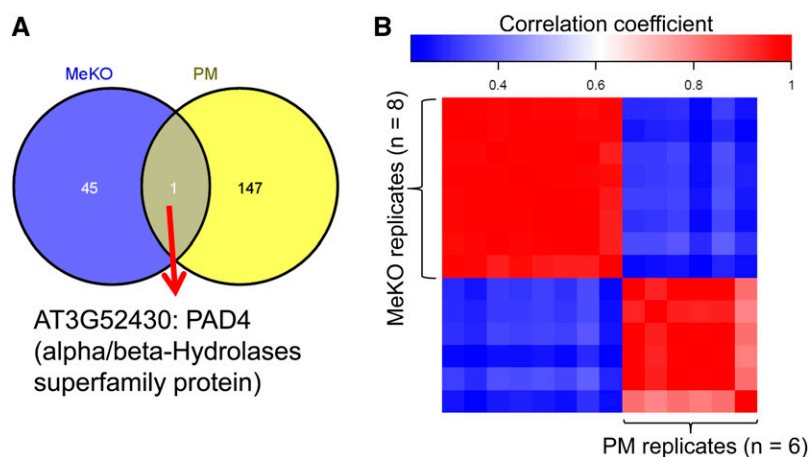 A
MeKO
PM
45
1
147
AT3G52430: PAD4
(alpha/beta-Hydrolases
superfamily protein)
B
Correlation coefficient
0.4
0.6
0.8
1
MeKO replicates (n = 8)
PM replicates (n = 6)